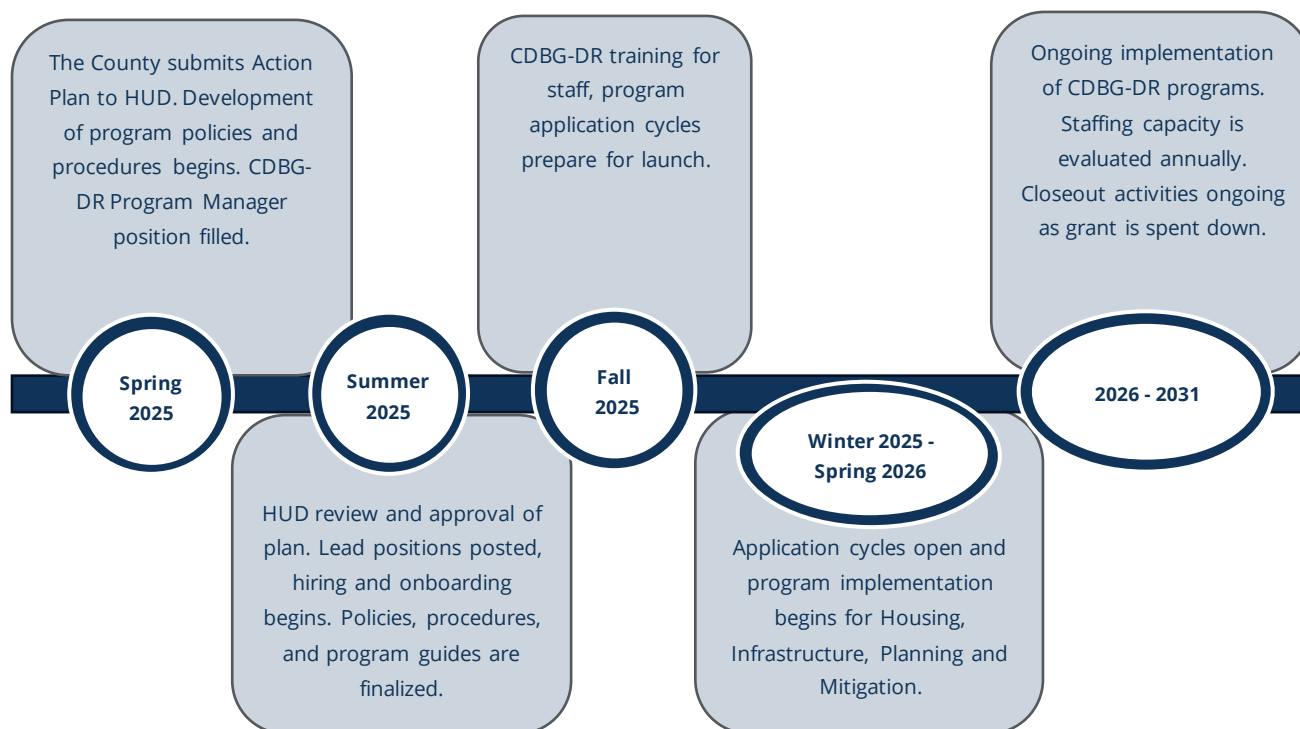 The County submits Action
Plan to HUD. Development
of program policies and
procedures begins. CDBG-
DR Program Manager
position filled.
Spring
2025
HUD review and approval of
plan. Lead positions posted,
hiring and onboarding
begins. Policies, procedures,
and program guides are
finalized.
Summer
2025
CDBG-DR training for
staff, program
application cycles
prepare for launch.
Fall
2025
Winter 2025 -
Spring 2026
Application cycles open and
program implementation
begins for Housing,
Infrastructure, Planning and
Mitigation.
Ongoing implementation
of CDBG-DR programs.
Staffing capacity is
evaluated annually.
Closeout activities ongoing
as grant is spent down.
2026 - 2031